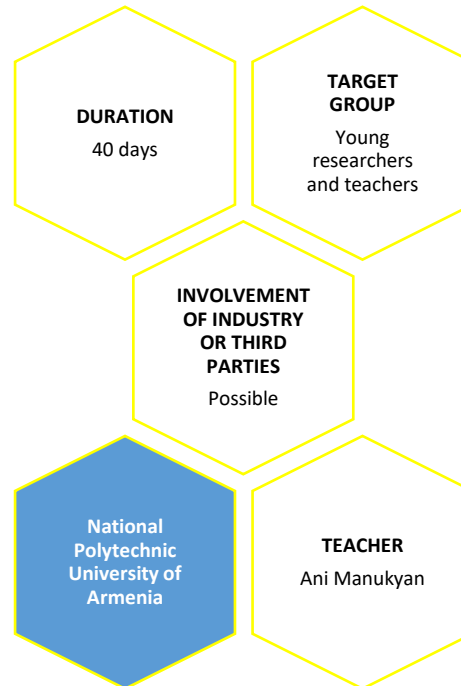 DURATION
40 days
TARGET
GROUP
Young
researchers
and teachers
INVOLVEMENT
OF INDUSTRY
OR THIRD
PARTIES
Possible
National
Polytechnic
University of
Armenia
TEACHER
Ani Manukyan